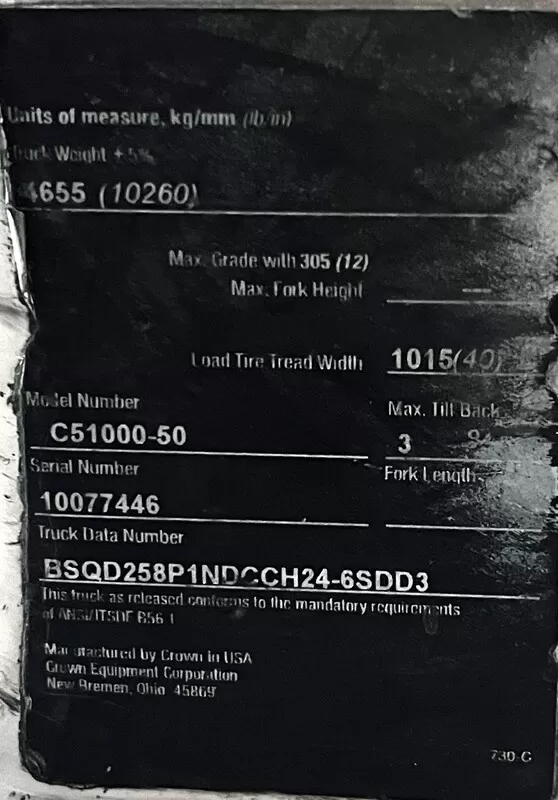 Units of measure, kg/mm (lb/in)
Truck Weight ± 5%
4655 (10260)
Max. Grade with 305 (12)
Max. Fork Height —
Load Tire Tread Width 1015(40)
Model Number
Max. Tilt Back
C51000-50
3
Serial Number
Fork Length
10077446
Truck Data Number
BSQD258P1NDCCH24-6SDD3
This truck as released conforms to the mandatory requirements
of ANSI/ITSDF B56.1
Manufactured by Crown in USA
Crown Equipment Corporation
New Bremen, Ohio 45869
730-C